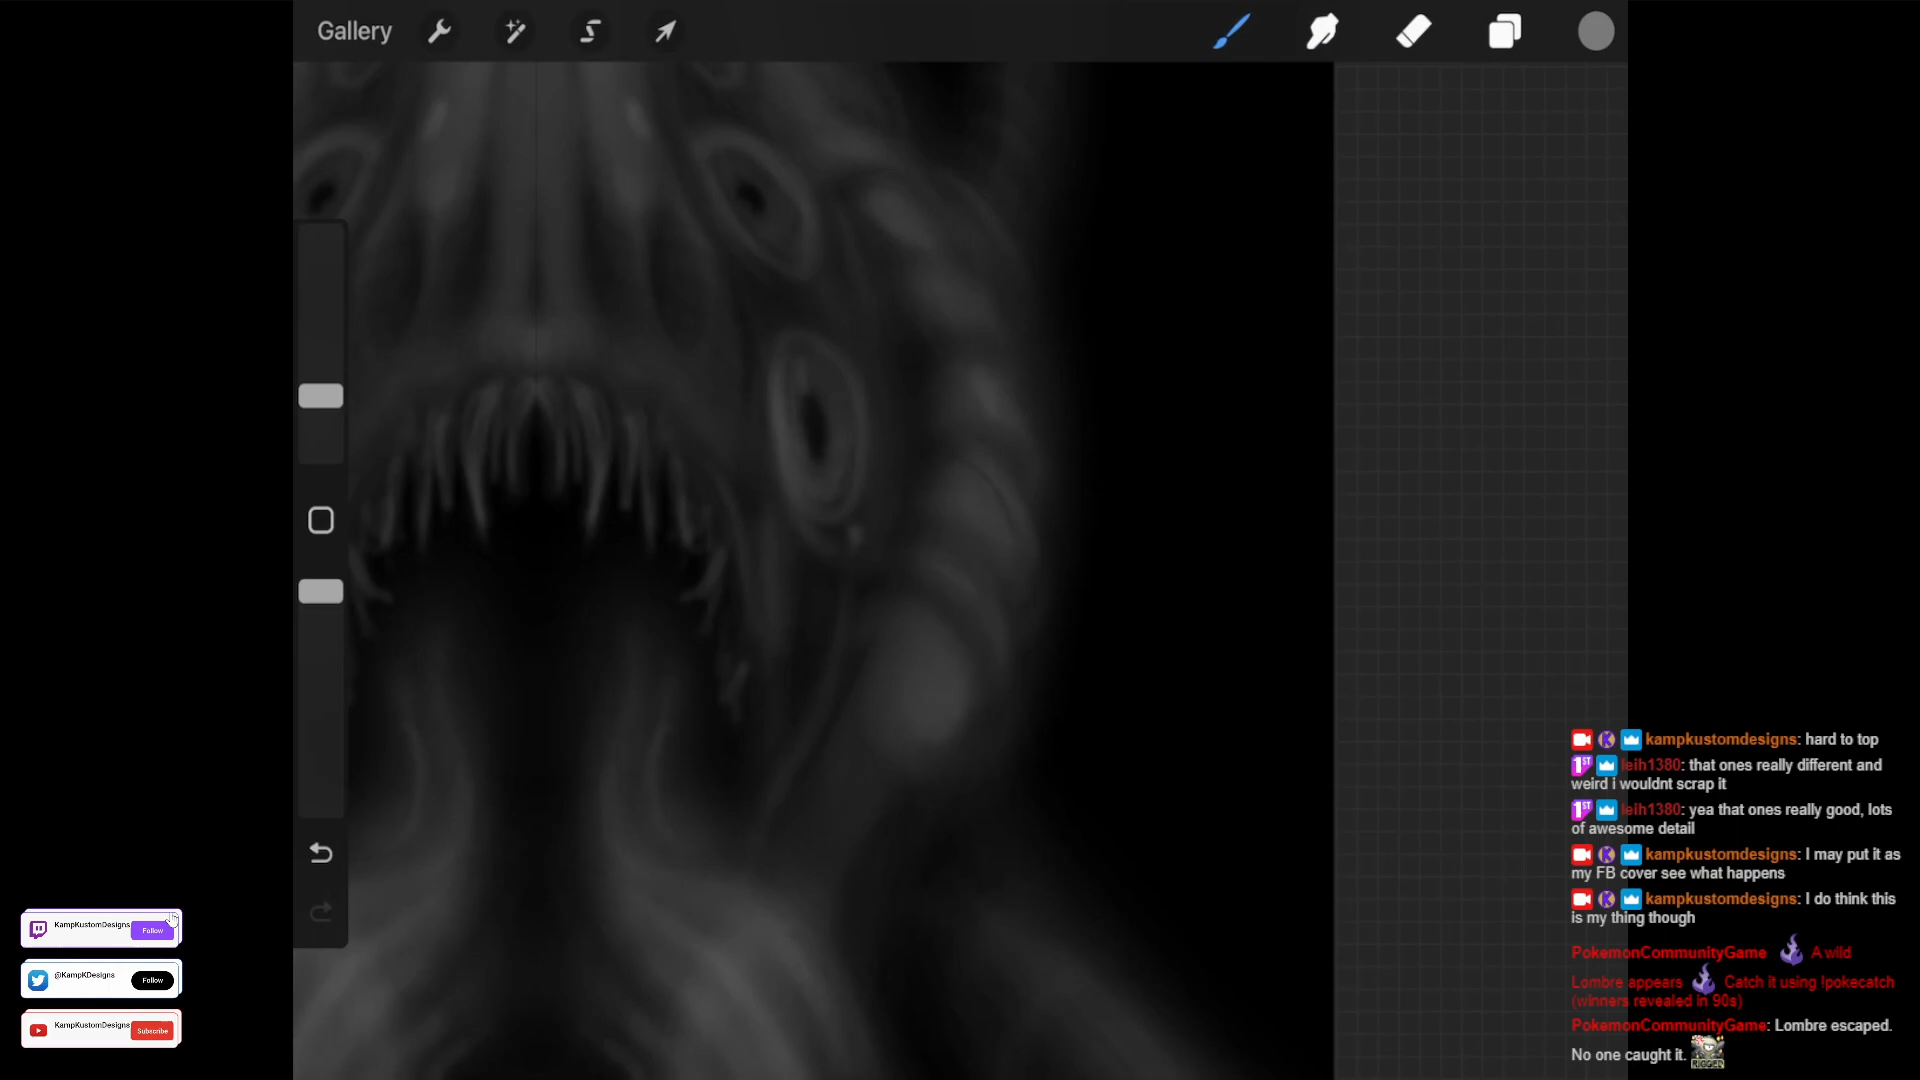 Gallery
kampkustomdesigns: hard to top
leih1380: that ones really different and
weird i wouldnt scrap it
leih1380: yea that ones really good, lots
of awesome detail
kampkustomdesigns: I may put it as
my FB cover see what happens
kampkustomdesigns: I do think this
is my thing though
PokemonCommunityGame A wild
Lombre appears Catch it using !pokecatch
(winners revealed in 90s)
PokemonCommunityGame: Lombre escaped.
No one caught it.
KampKustomDesigns Follow
@KampKDesigns Follow
KampKustomDesigns Subscribe
1ST
1ST
RIGGED